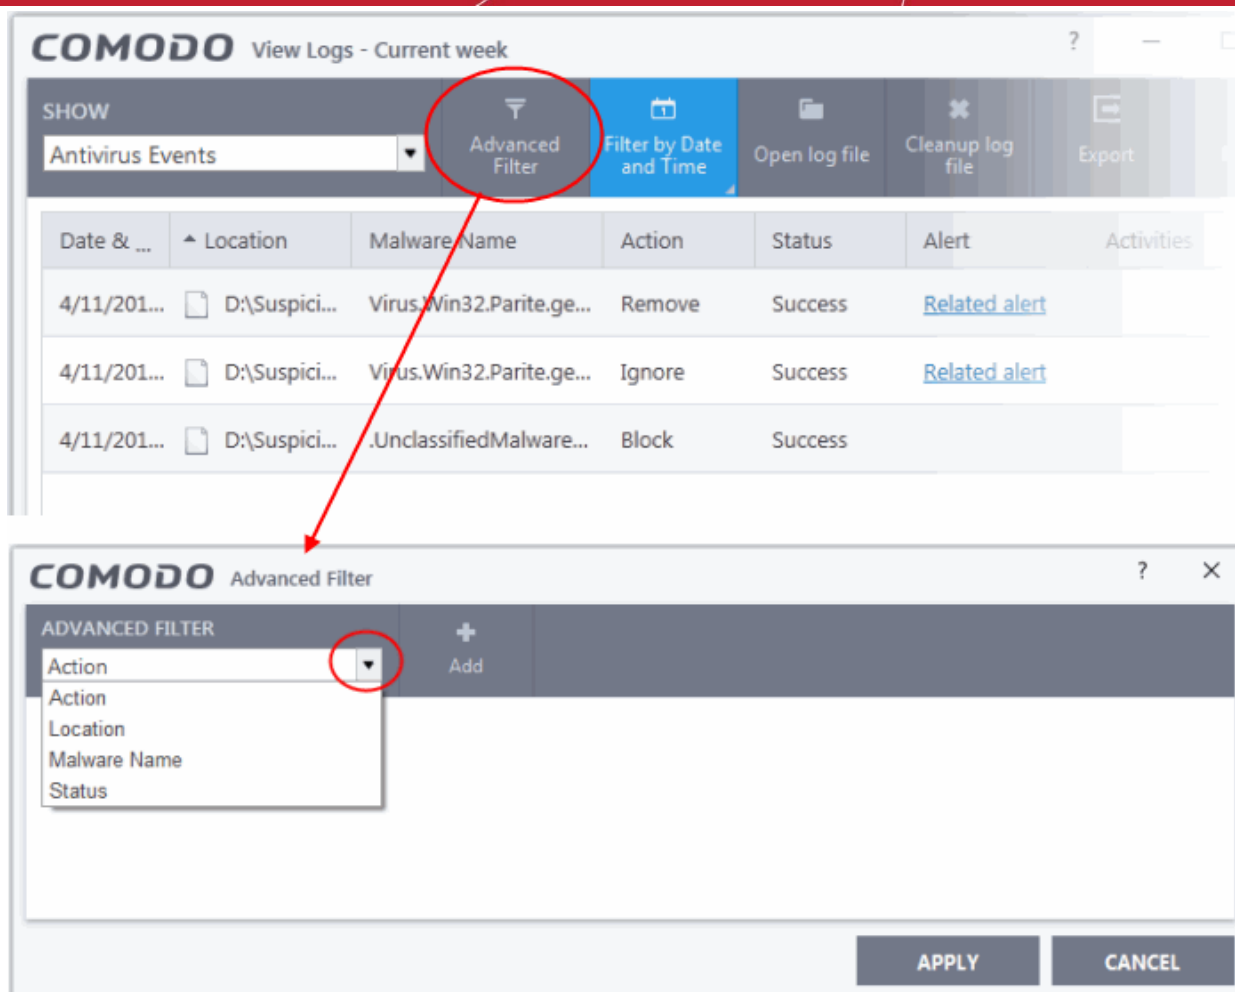 COMODO View Logs - Current week ?
SHOW
Antivirus Events
Advanced Filter
Filter by Date and Time
Open log file
Cleanup log file
Export
Date & ... Location Malware Name Action Status Alert Activities
4/11/201... D:\Suspici... Virus.Win32.Parite.ge... Remove Success Related alert
4/11/201... D:\Suspici... Virus.Win32.Parite.ge... Ignore Success Related alert
4/11/201... D:\Suspici... .UnclassifiedMalware... Block Success
COMODO Advanced Filter ?
ADVANCED FILTER
Action
Add
Action
Location
Malware Name
Status
APPLY CANCEL